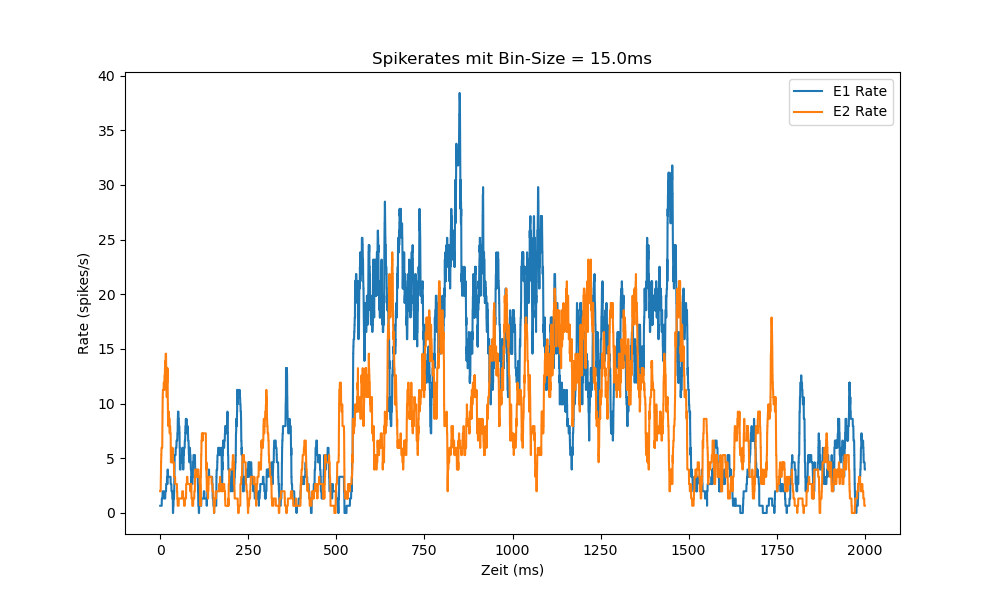 Spikerates mit Bin-Size = 15.0ms
E1 Rate
E2 Rate
40
35
30
25
20
15
10
5
0
Rate (spikes/s)
0 250 500 750 1000 1250 1500 1750 2000
Zeit (ms)